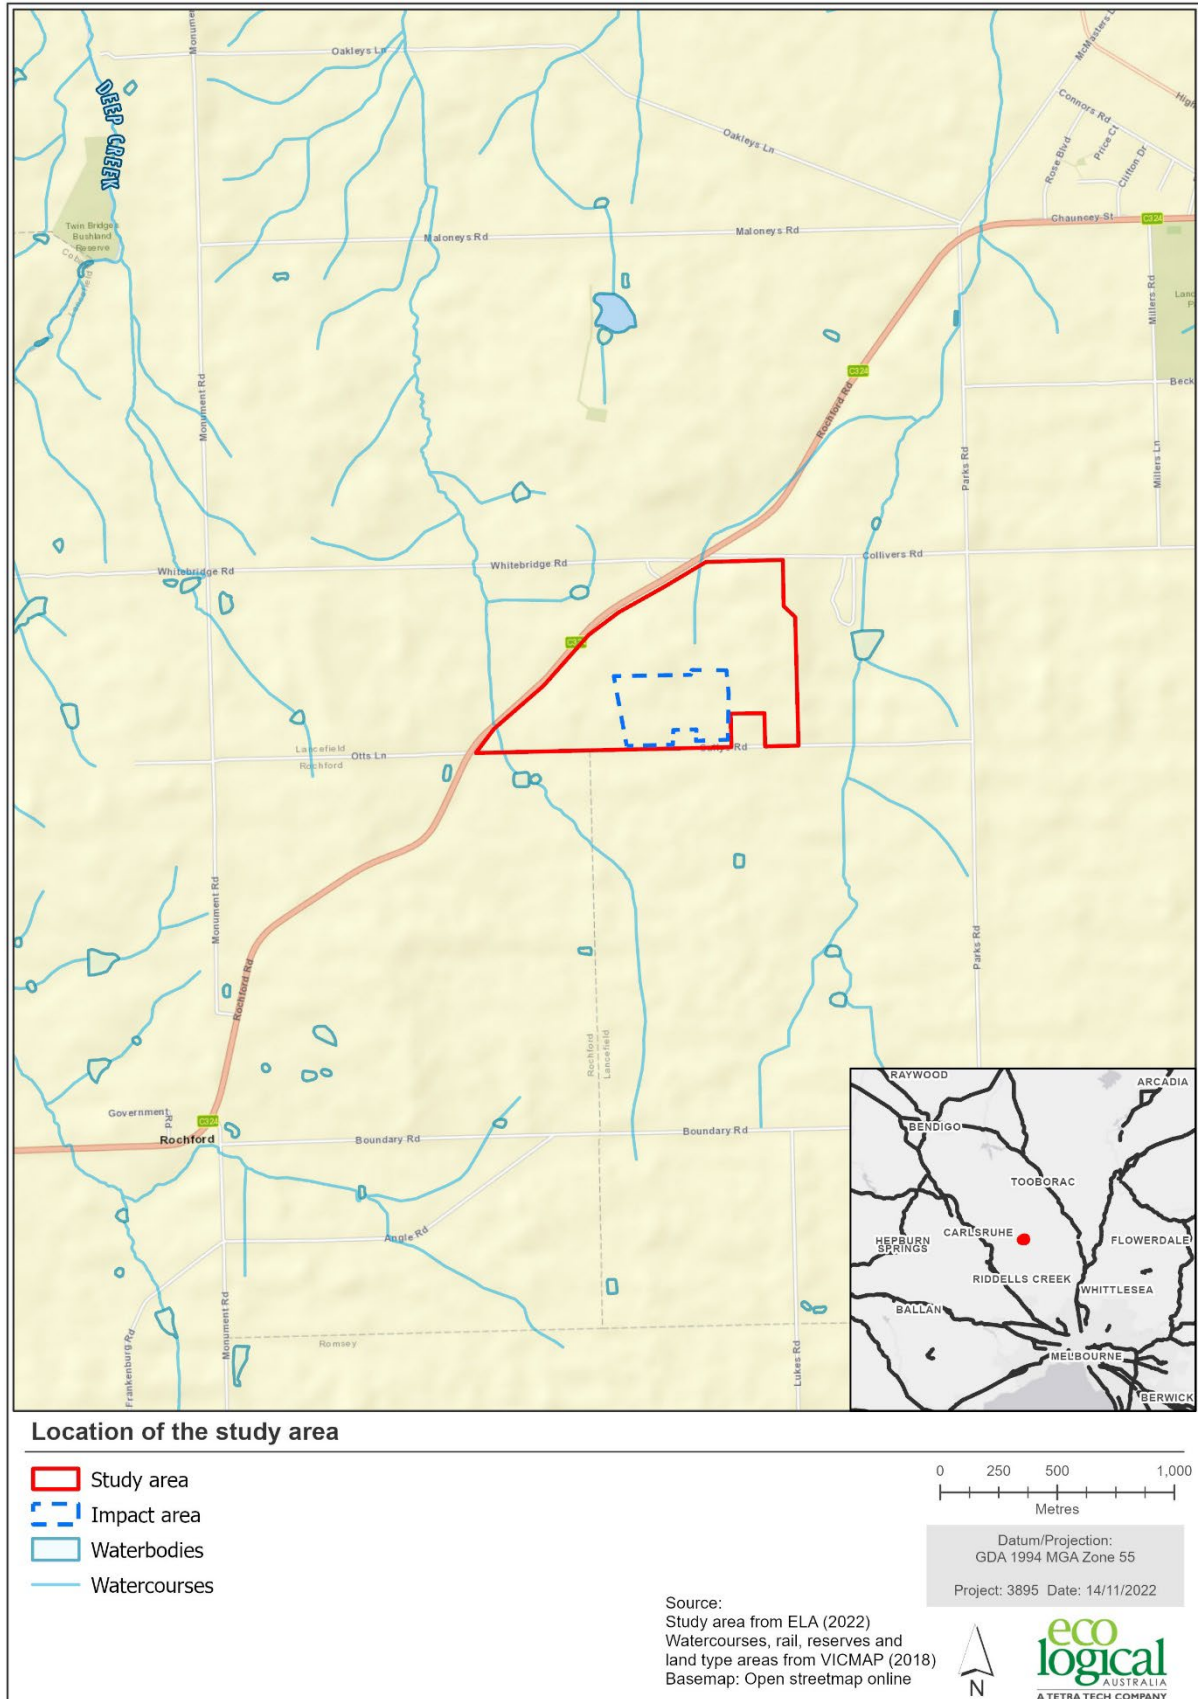 Monument
Oakleys Ln
McMasters L
High
DEEP CREEK
Connors Rd
Price Ct
Rose Blvd
Clifton Dr
Oakleys Ln
Chauncey St
C324
Twin Bridges
Bushland
Reserve
Lancefield
Maloneys Rd
Maloneys Rd
Millers Rd
Lanc
P
C324
Monument Rd
Rochford Rd
Beck
Parks Rd
Millers Ln
Whitebridge Rd
Whitebridge Rd
Collivers Rd
Lancefield
Otts Ln
Rochford
Monument Rd
Rochford Rd
Parks Rd
Rochford
Lancefield
Government
Rd
C324
Rochford
Boundary Rd
Boundary Rd
Angle Rd
Frankenburg Rd
Monument Rd
Romsey
Lukes Rd
RAYWOOD
ARCADIA
BENDIGO
TOOBORAC
CARLSRUHE
HEPBURN
SPRINGS
FLOWERDALE
RIDDELLS CREEK
WHITTLESEA
BALLAN
MELBOURNE
BERWICK
Location of the study area
Study area
Impact area
Waterbodies
Watercourses
0 250 500 1,000
Metres
Datum/Projection:
GDA 1994 MGA Zone 55
Project: 3895 Date: 14/11/2022
Source:
Study area from ELA (2022)
Watercourses, rail, reserves and
land type areas from VICMAP (2018)
Basemap: Open streetmap online
N
eco
logical
AUSTRALIA
A TETRA TECH COMPANY